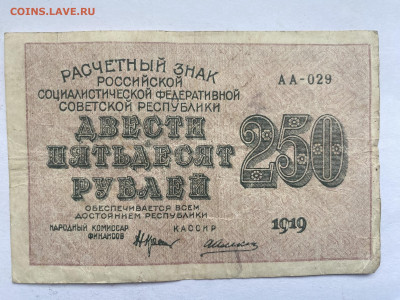 COINS.LAVE.RU
РАСЧЕТНЫЙ ЗНАК
РОССИЙСКОЙ
СОЦИАЛИСТИЧЕСКОЙ ФЕДЕРАТИВНОЙ
СОВЕТСКОЙ РЕСПУБЛИКИ
АА-029
ДВЕСТИ
ПЯТЬДЕСЯТ
РУБЛЕЙ
250
ОБЕСПЕЧИВАЕТСЯ ВСЕМ
ДОСТОЯНИЕМ РЕСПУБЛИКИ
НАРОДНЫЙ КОМИССАР
ФИНАНСОВ
КАССИР
1919